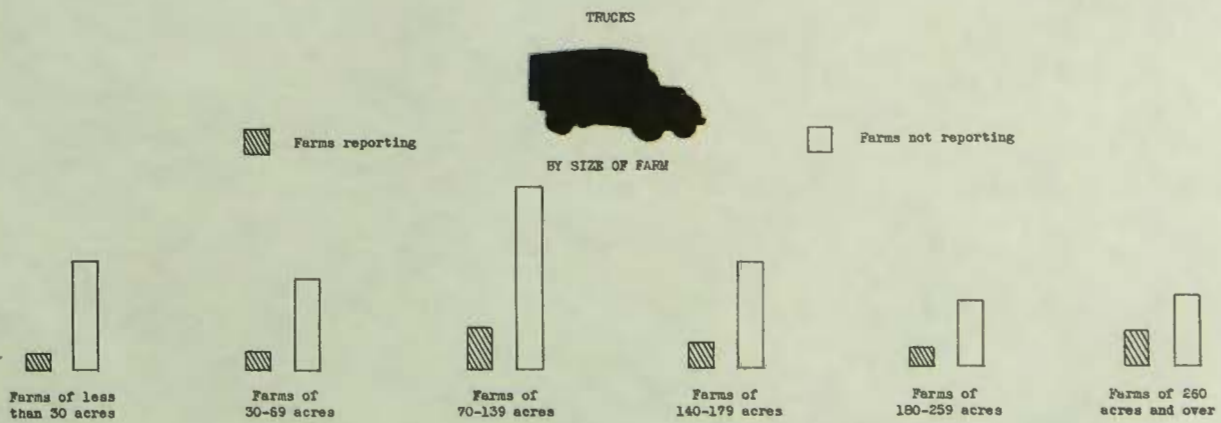 TRUCKS
Farms reporting
Farms not reporting
BY SIZE OF FARM
Farms of less
than 30 acres
Farms of
30-69 acres
Farms of
70-139 acres
Farms of
140-179 acres
Farms of
180-259 acres
Farms of 260
acres and over